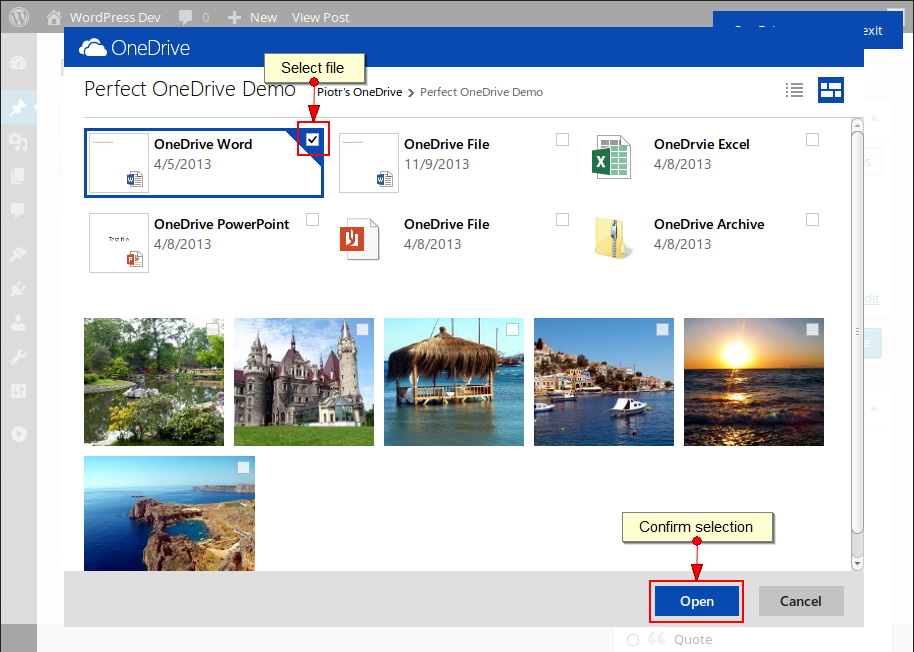 WordPress Dev 0 New View Post
exit
OneDrive
Select file
Perfect OneDrive Demo
Piotr's OneDrive > Perfect OneDrive Demo
OneDrive Word
4/5/2013
OneDrive File
11/9/2013
OneDrvie Excel
4/8/2013
OneDrive PowerPoint
4/8/2013
OneDrive File
4/8/2013
OneDrive Archive
4/8/2013
Test file
Confirm selection
Open
Cancel
Quote